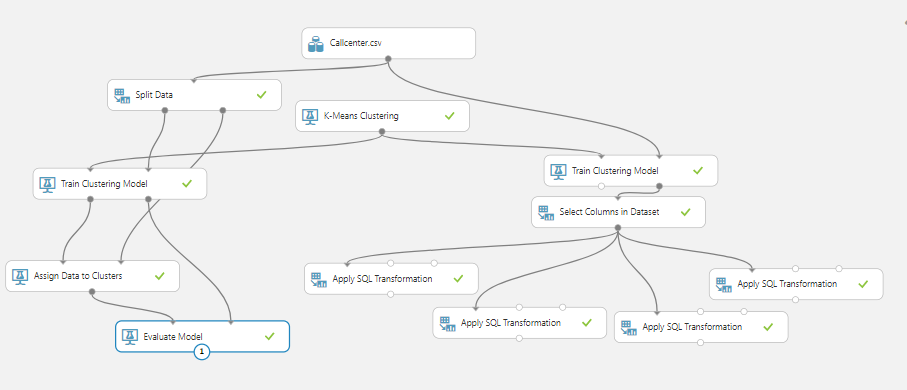 Callcenter.csv
Split Data
K-Means Clustering
Train Clustering Model
Train Clustering Model
Select Columns in Dataset
Assign Data to Clusters
Apply SQL Transformation
Apply SQL Transformation
Apply SQL Transformation
Apply SQL Transformation
Evaluate Model
1